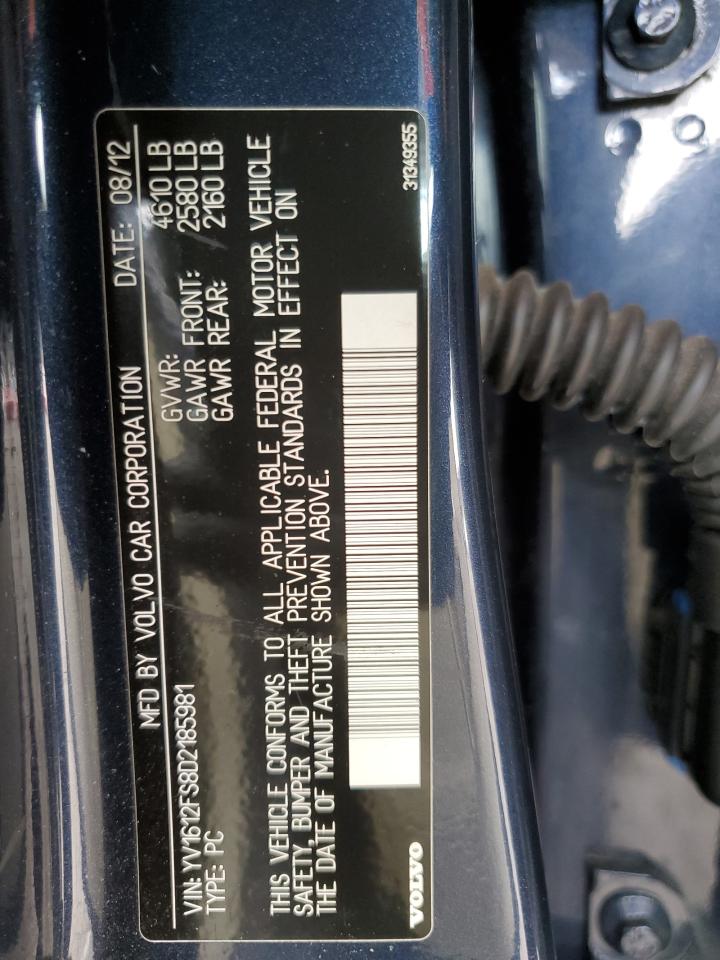 MFD BY VOLVO CAR CORPORATION DATE: 08/12
GVWR: 4610 LB
GAWR FRONT: 2580 LB
GAWR REAR: 2160 LB
VIN: YV1612FS8D2185981
TYPE: PC
THIS VEHICLE CONFORMS TO ALL APPLICABLE FEDERAL MOTOR VEHICLE
SAFETY, BUMPER AND THEFT PREVENTION STANDARDS IN EFFECT ON
THE DATE OF MANUFACTURE SHOWN ABOVE.
VOLVO
31349355